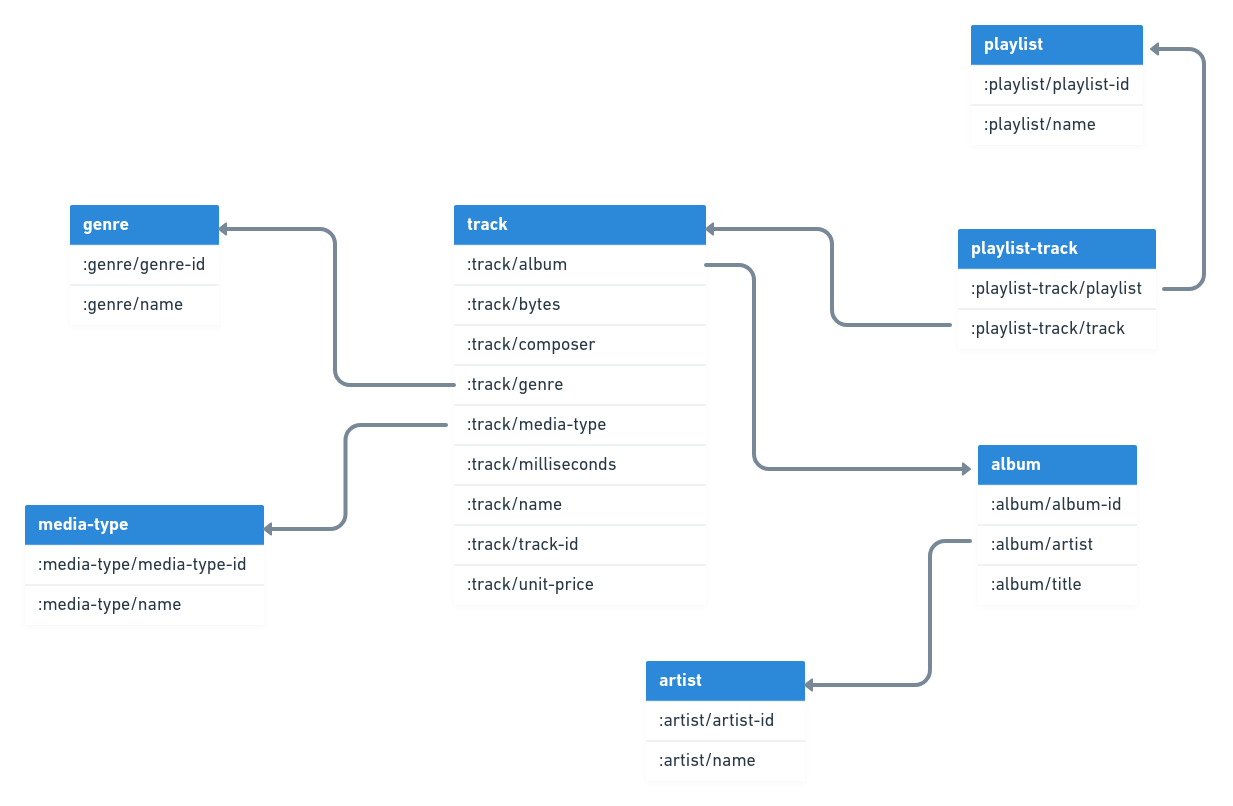 playlist
:playlist/playlist-id
:playlist/name
genre
:genre/genre-id
:genre/name
track
:track/album
:track/bytes
:track/composer
:track/genre
:track/media-type
:track/milliseconds
:track/name
:track/track-id
:track/unit-price
playlist-track
:playlist-track/playlist
:playlist-track/track
media-type
:media-type/media-type-id
:media-type/name
album
:album/album-id
:album/artist
:album/title
artist
:artist/artist-id
:artist/name